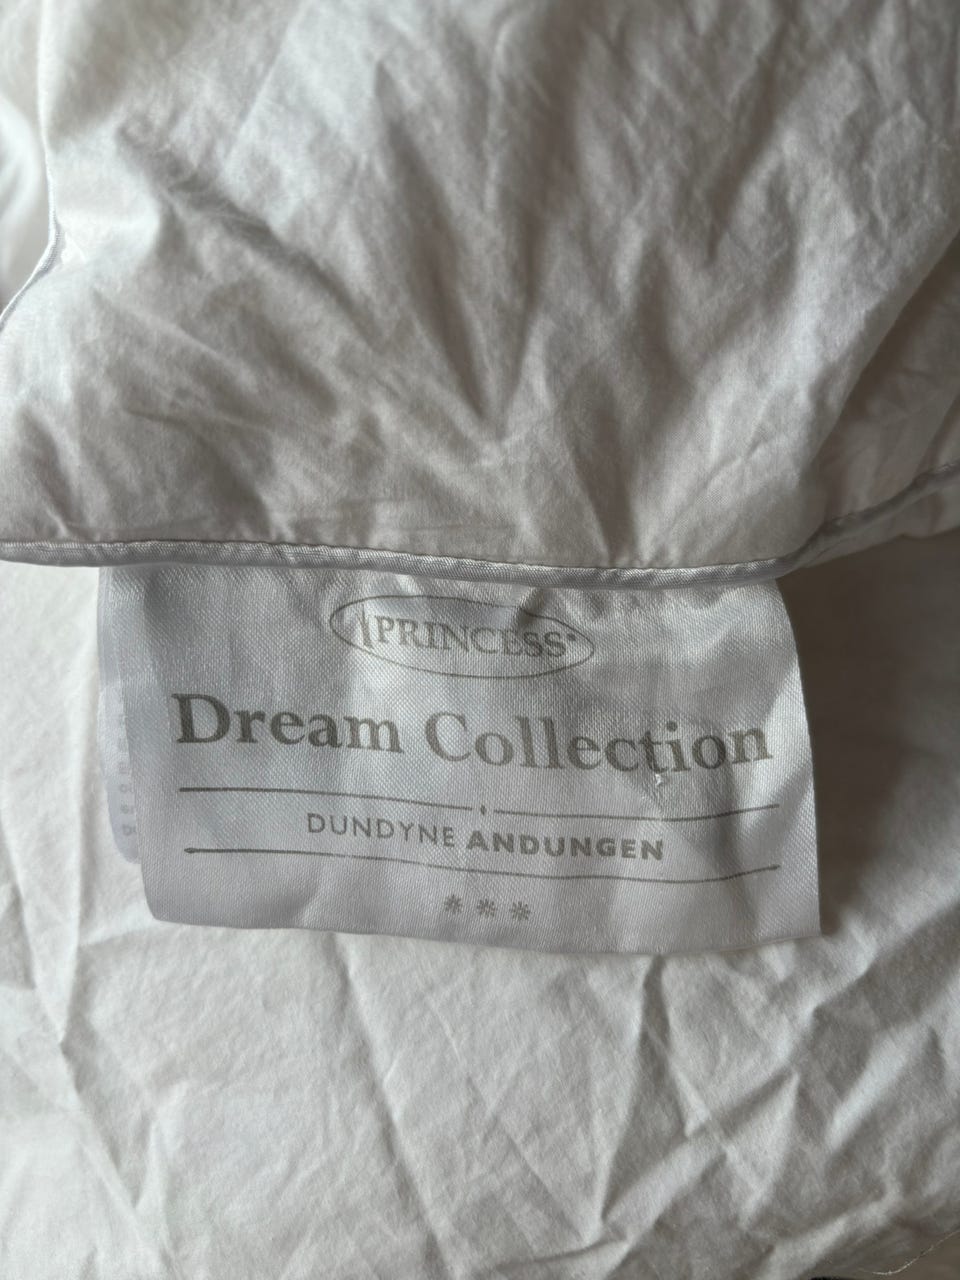 PRINCESS
Dream Collection
DUNDYNE ANDUNGEN
***